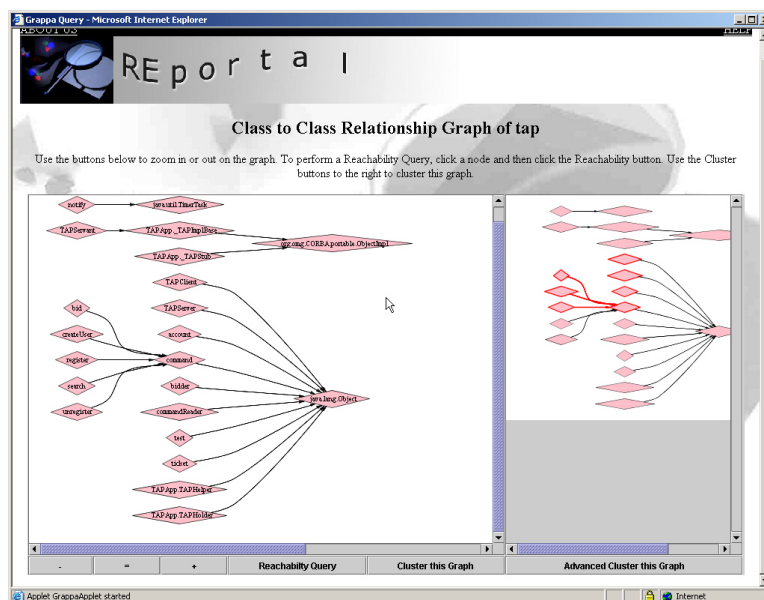 Grappa Query - Microsoft Internet Explorer
ABOUT US
HELP
REportal
Class to Class Relationship Graph of tap
Use the buttons below to zoom in or out on the graph. To perform a Reachability Query, click a node and then click the Reachability button. Use the Cluster
buttons to the right to cluster this graph.
notify
java.util.TimerTask
TAPServant
TAPApp._TAPImplBase
org.omg.CORBA.portable.ObjectImpl
TAPApp._TAPStub
TAPClient
bid
TAPServer
createUser
account
register
command
search
bidder
java.lang.Object
unregister
commandReader
test
ticket
TAPApp.TAPHelper
TAPApp.TAPHolder
-
=
+
Reachabilty Query
Cluster this Graph
Advanced Cluster this Graph
Applet GrappaApplet started
Internet